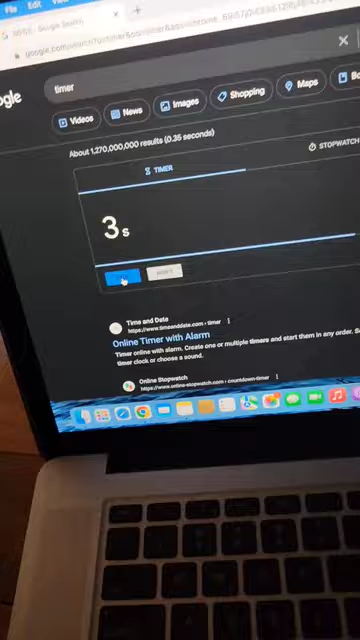 File Edit
google.com/search?q=timer
gle
timer
Videos News Images Shopping Maps Bo
About 1,270,000,000 results (0.35 seconds)
TIMER STOPWATCH
3 s
Time and Date
https://www.timeanddate.com › timer
Online Timer with Alarm
Timer online with alarm. Create one or multiple timers and start them in any order.
timer clock or choose a sound.
Online Stopwatch
https://www.online-stopwatch.com › countdown-timer